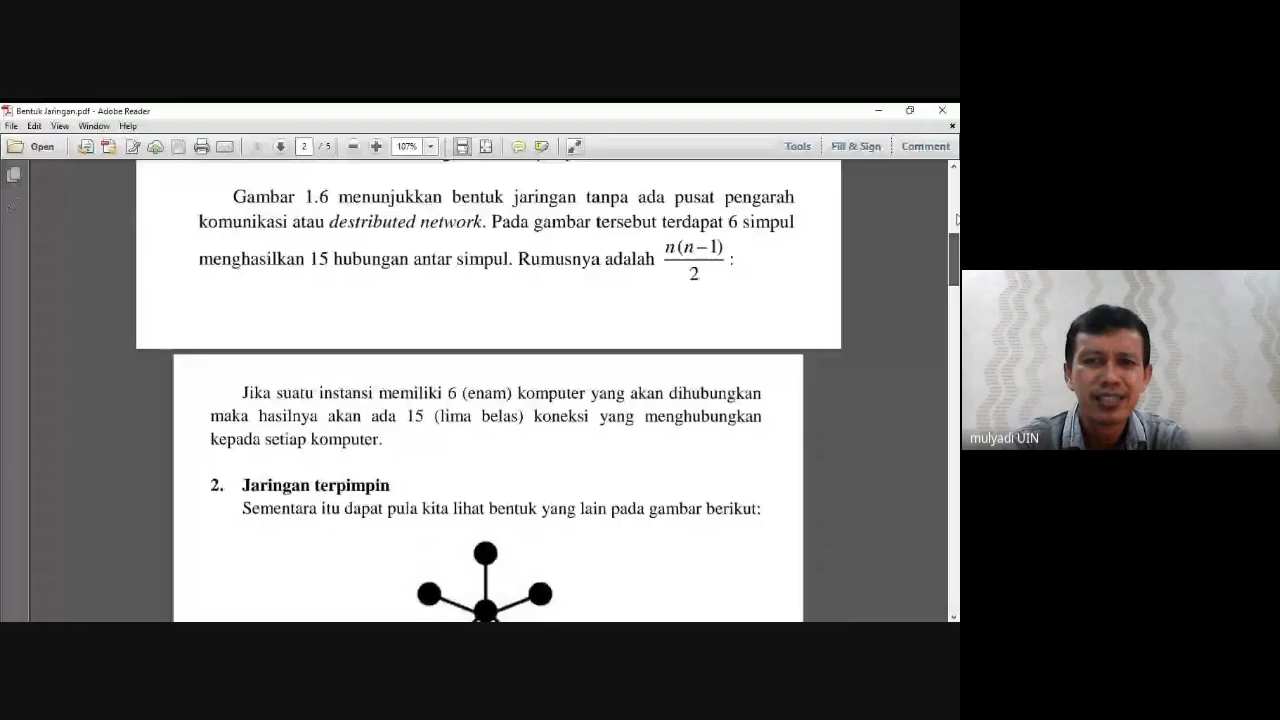 Bentuk Jaringan.pdf - Adobe Reader
File Edit View Window Help
Open 2 / 5 107% Tools Fill & Sign Comment
Gambar 1.6 menunjukkan bentuk jaringan tanpa ada pusat pengarah
komunikasi atau destributed network. Pada gambar tersebut terdapat 6 simpul
menghasilkan 15 hubungan antar simpul. Rumusnya adalah n(n−1)/2 :
Jika suatu instansi memiliki 6 (enam) komputer yang akan dihubungkan
maka hasilnya akan ada 15 (lima belas) koneksi yang menghubungkan
kepada setiap komputer.
2. Jaringan terpimpin
Sementara itu dapat pula kita lihat bentuk yang lain pada gambar berikut:
mulyadi UIN